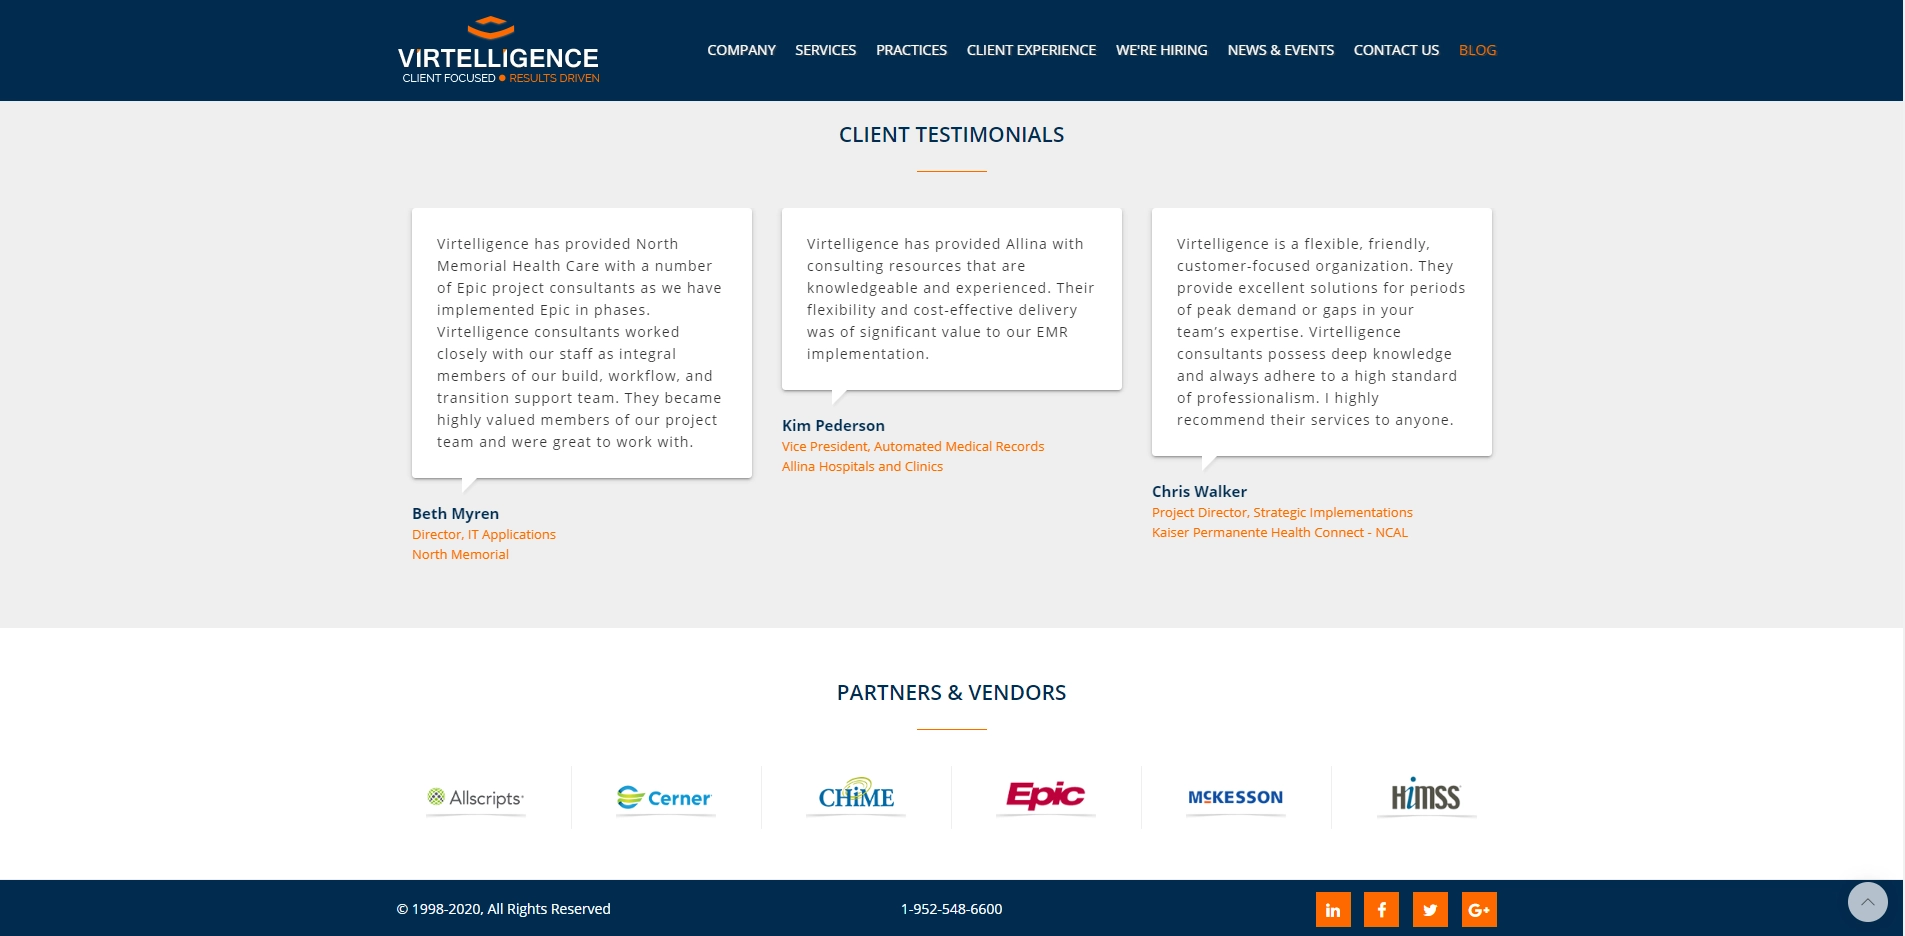 VIRTELLIGENCE
CLIENT FOCUSED • RESULTS DRIVEN
COMPANY SERVICES PRACTICES CLIENT EXPERIENCE WE'RE HIRING NEWS & EVENTS CONTACT US BLOG
CLIENT TESTIMONIALS
Virtelligence has provided North
Memorial Health Care with a number
of Epic project consultants as we have
implemented Epic in phases.
Virtelligence consultants worked
closely with our staff as integral
members of our build, workflow, and
transition support team. They became
highly valued members of our project
team and were great to work with.
Beth Myren
Director, IT Applications
North Memorial
Virtelligence has provided Allina with
consulting resources that are
knowledgeable and experienced. Their
flexibility and cost-effective delivery
was of significant value to our EMR
implementation.
Kim Pederson
Vice President, Automated Medical Records
Allina Hospitals and Clinics
Virtelligence is a flexible, friendly,
customer-focused organization. They
provide excellent solutions for periods
of peak demand or gaps in your
team’s expertise. Virtelligence
consultants possess deep knowledge
and always adhere to a high standard
of professionalism. I highly
recommend their services to anyone.
Chris Walker
Project Director, Strategic Implementations
Kaiser Permanente Health Connect - NCAL
PARTNERS & VENDORS
Allscripts
Cerner
CHIME
Epic
MCKESSON
HIMSS
© 1998-2020, All Rights Reserved
1-952-548-6600
in f G+